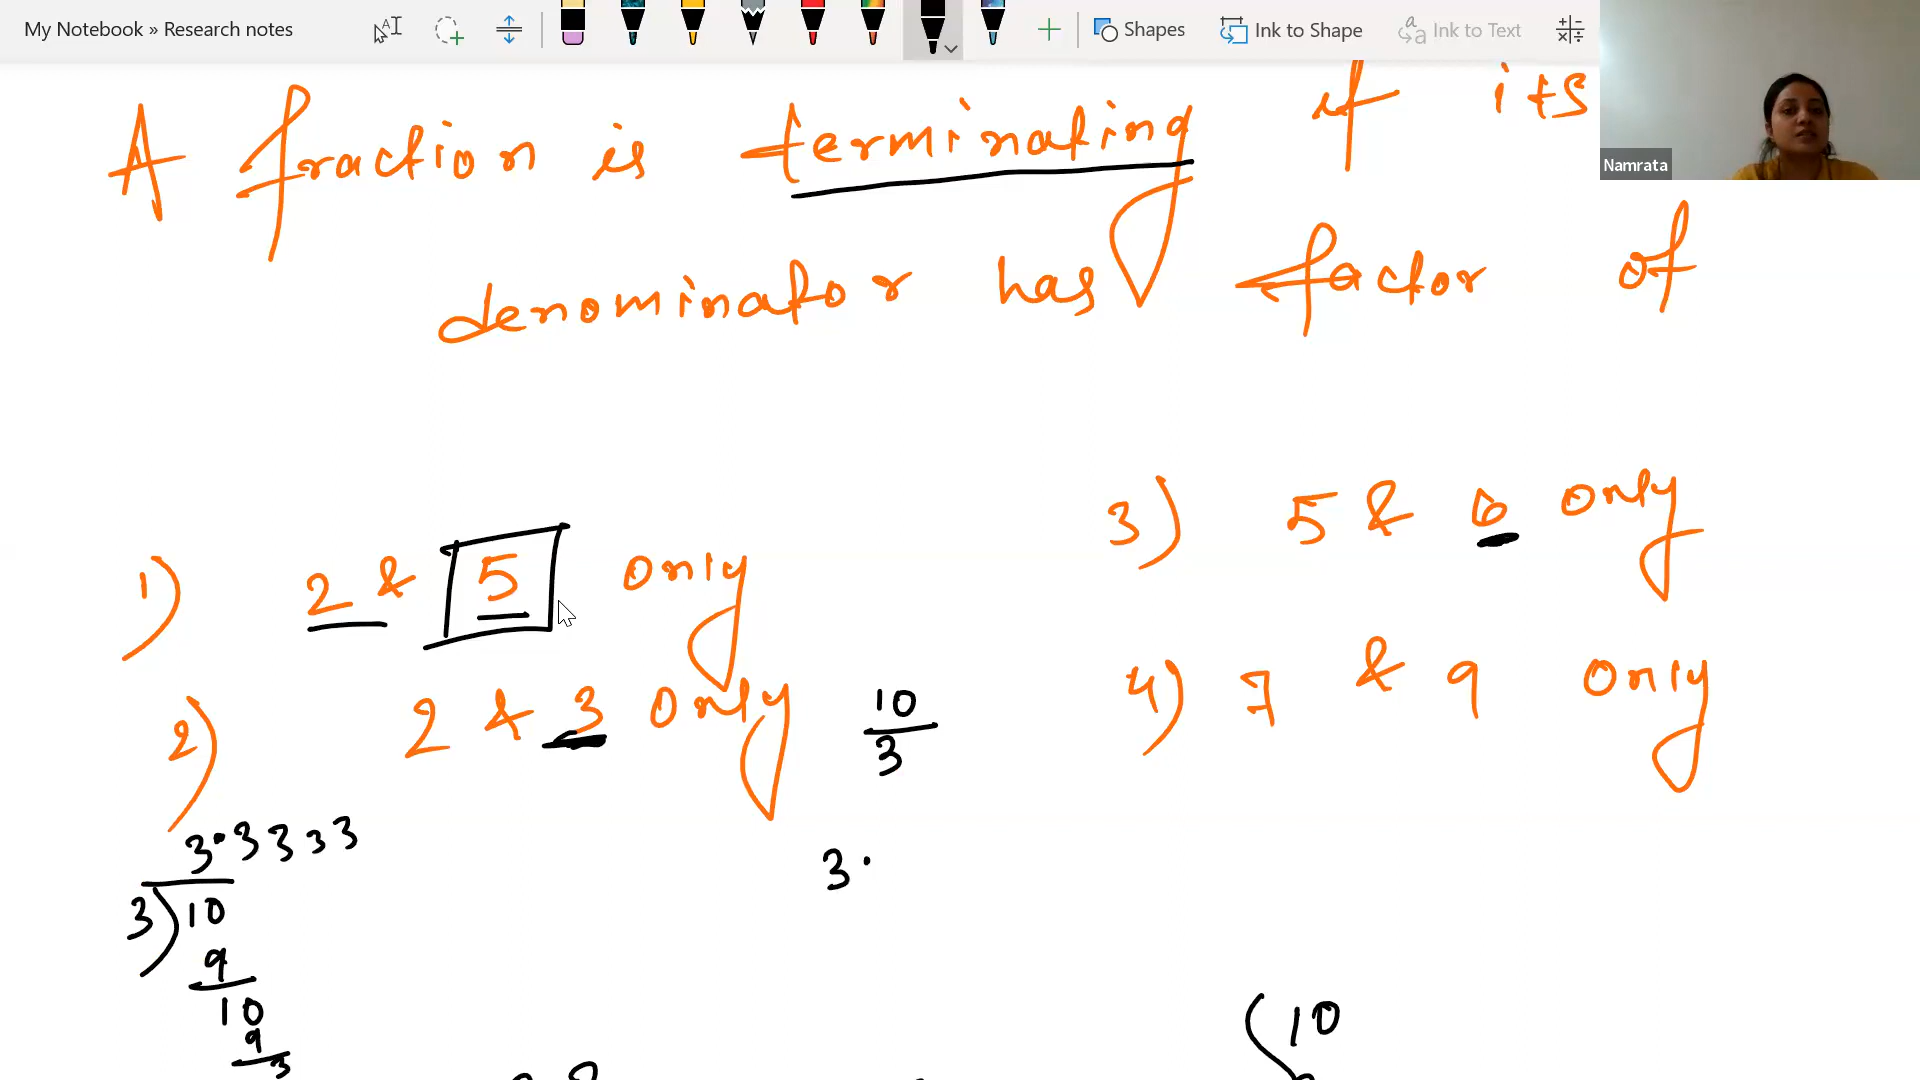 My Notebook » Research notes
Shapes
Ink to Shape
Ink to Text
Namrata
A fraction is terminating if its
denominator has factor of
1) 2 & 5 only
2) 2 & 3 only
3) 5 & 6 only
4) 7 & 9 only
10
3
3.
3.3333
3)10
9
10
9
10